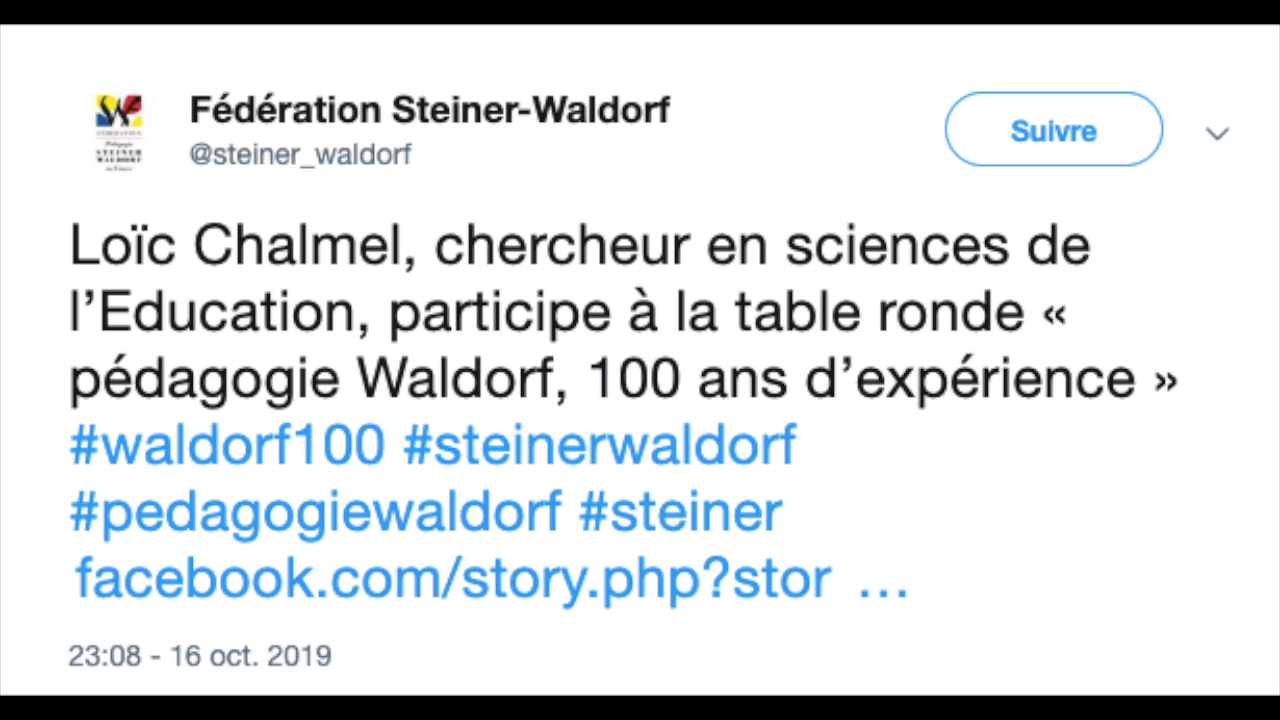 Fédération Steiner-Waldorf
@steiner_waldorf
Suivre
Loïc Chalmel, chercheur en sciences de
l’Education, participe à la table ronde «
pédagogie Waldorf, 100 ans d’expérience »
#waldorf100 #steinerwaldorf
#pedagogiewaldorf #steiner
facebook.com/story.php?stor …
23:08 - 16 oct. 2019